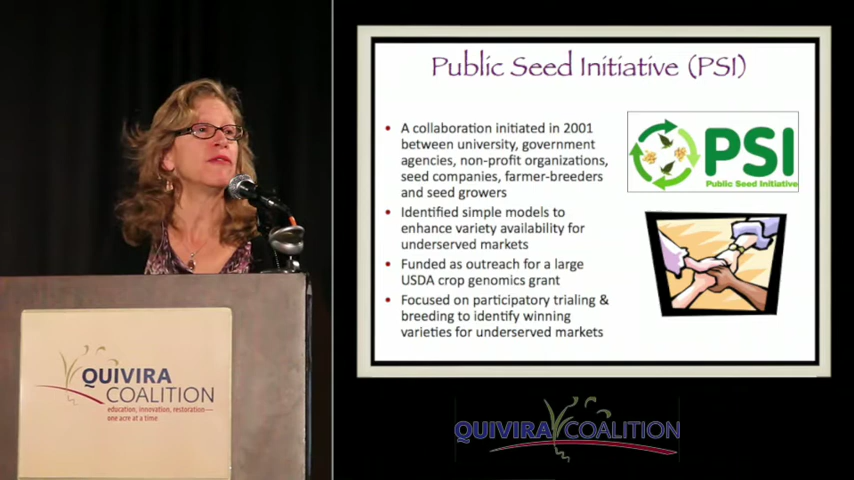 Public Seed Initiative (PSI)
• A collaboration initiated in 2001
between university, government
agencies, non-profit organizations,
seed companies, farmer-breeders
and seed growers
• Identified simple models to
enhance variety availability for
underserved markets
• Funded as outreach for a large
USDA crop genomics grant
• Focused on participatory trialing &
breeding to identify winning
varieties for underserved markets
PSI
Public Seed Initiative
QUIVIRA
COALITION
education, innovation, restoration—
one acre at a time
QUIVIRA COALITION